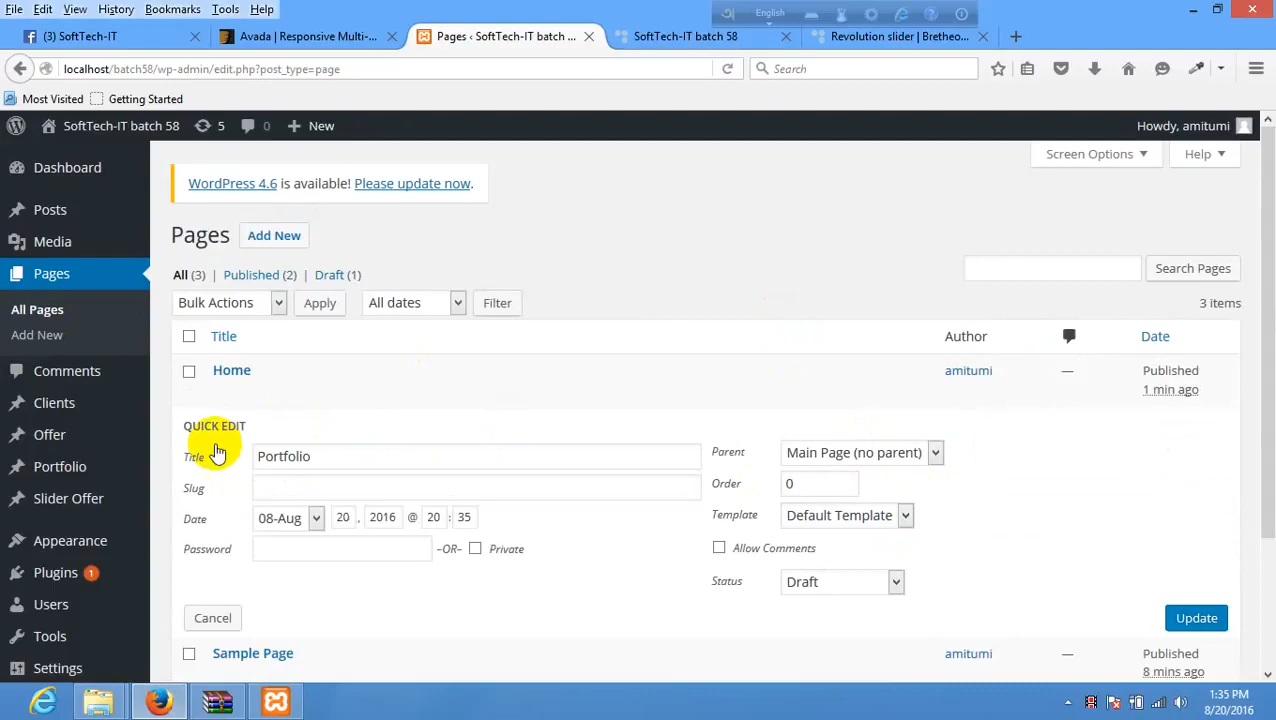 File Edit View History Bookmarks Tools Help
English
(3) SoftTech-IT
Avada | Responsive Multi-...
Pages < SoftTech-IT batch ...
SoftTech-IT batch 58
Revolution slider | Bretheo...
localhost/batch58/wp-admin/edit.php?post_type=page
Search
Most Visited Getting Started
SoftTech-IT batch 58 5 0 New Howdy, amitumi
Screen Options Help
Dashboard
Posts
Media
Pages
All Pages
Add New
Comments
Clients
Offer
Portfolio
Slider Offer
Appearance
Plugins 1
Users
Tools
Settings
WordPress 4.6 is available! Please update now.
Pages Add New
All (3) | Published (2) | Draft (1)
Search Pages
Bulk Actions Apply All dates Filter 3 items
Title Author Date
Home amitumi — Published
1 min ago
QUICK EDIT
Title Portfolio
Slug
Date 08-Aug 20 , 2016 @ 20 : 35
Password –OR– Private
Parent Main Page (no parent)
Order 0
Template Default Template
Allow Comments
Status Draft
Cancel Update
Sample Page amitumi — Published
8 mins ago
1:35 PM
8/20/2016